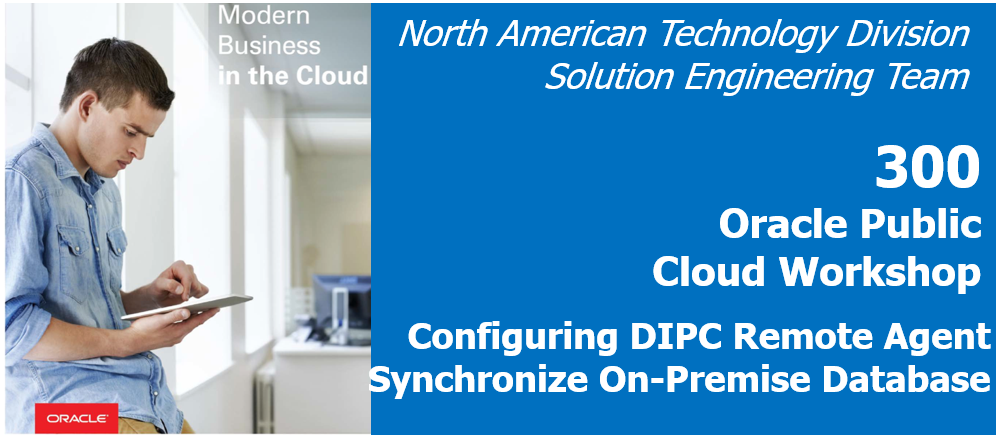 Modern
Business
in the Cloud
North American Technology Division
Solution Engineering Team
300
Oracle Public
Cloud Workshop
Configuring DIPC Remote Agent
Synchronize On-Premise Database
ORACLE